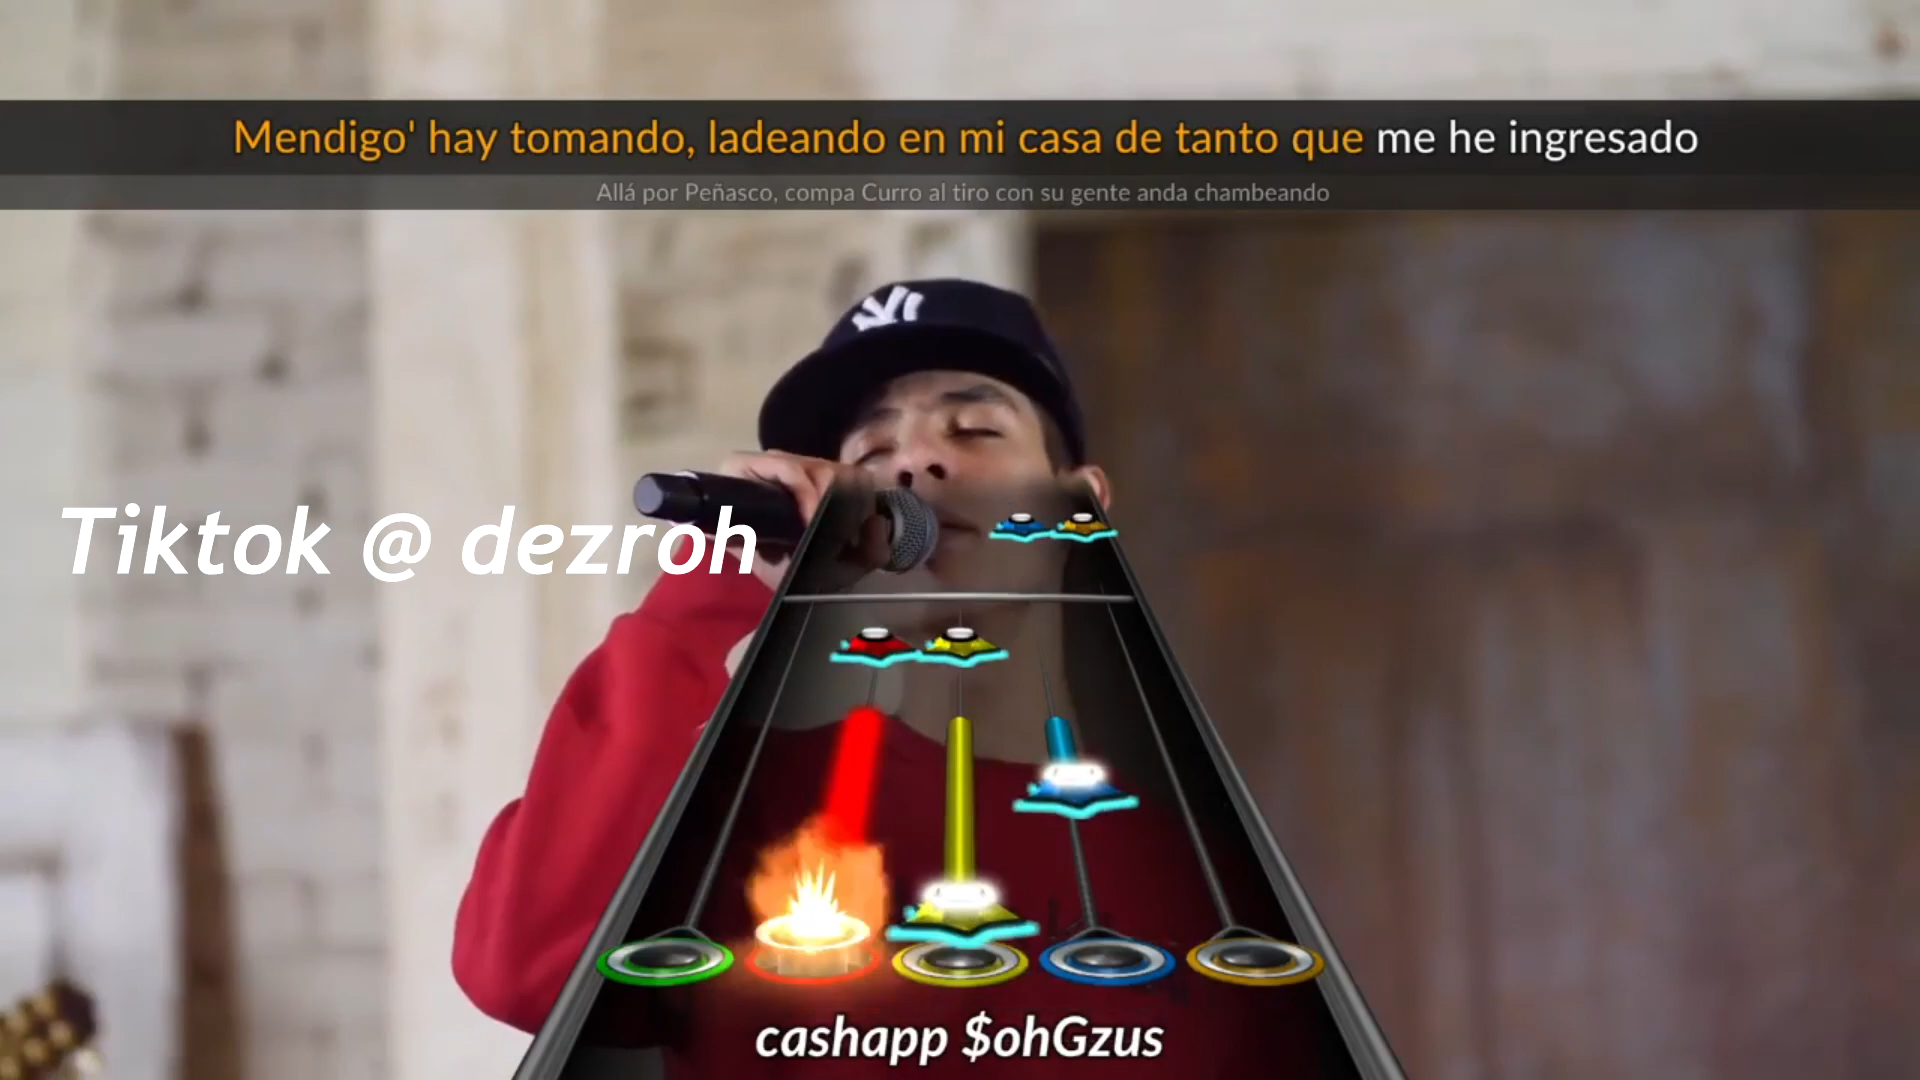 Mendigo' hay tomando, ladeando en mi casa de tanto que me he ingresado
Allá por Peñasco, compa Curro al tiro con su gente anda chambeando
Tiktok @ dezroh
cashapp $ohGzus